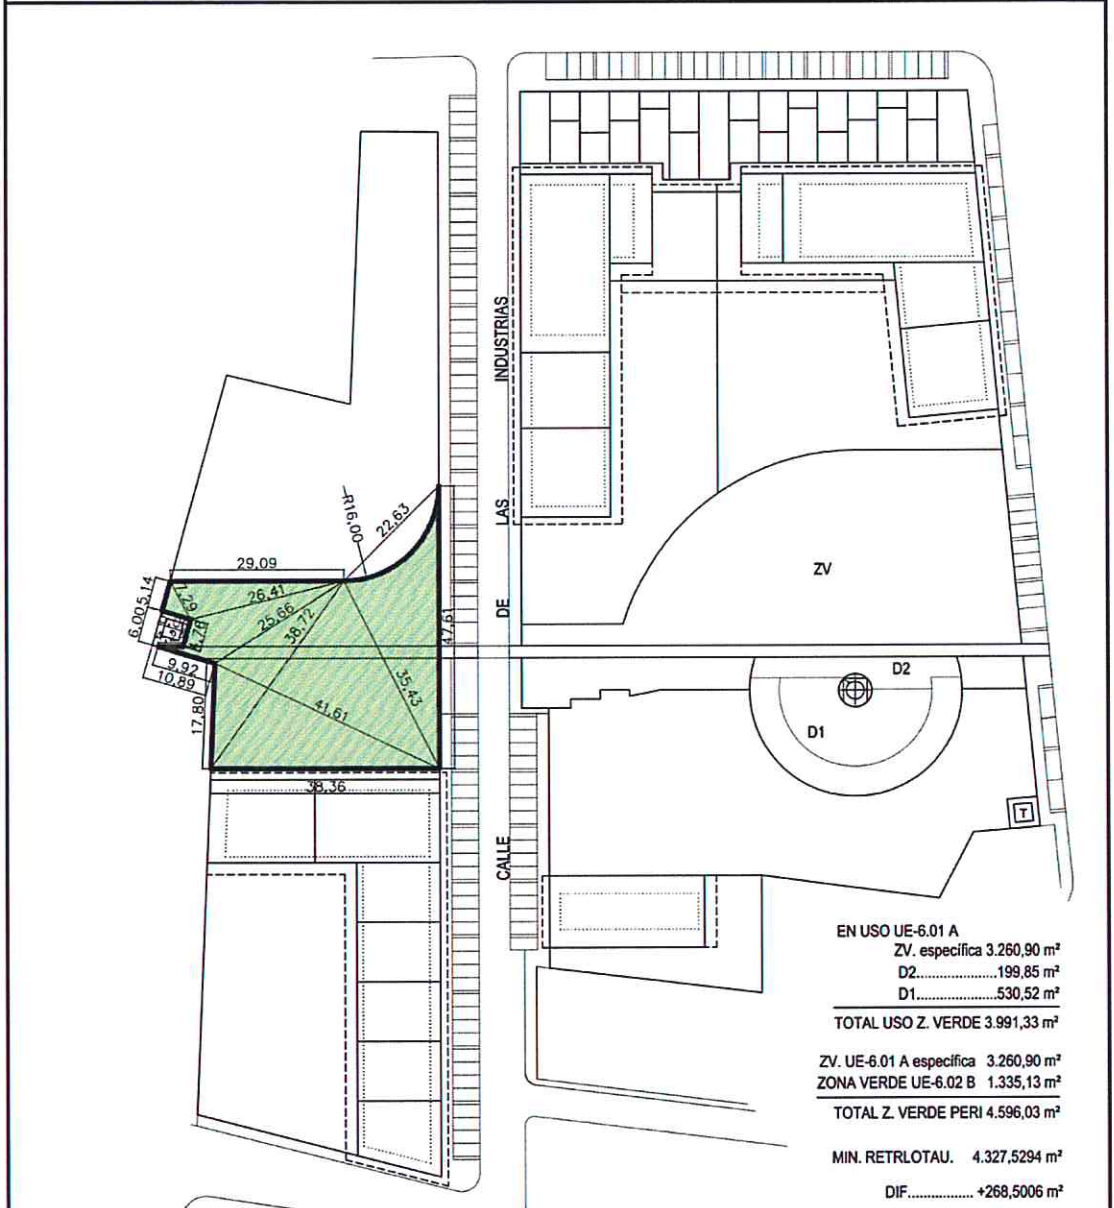 INDUSTRIAS
LAS
DE
CALLE
R16,00
22,63
29,09
5,14
7,29
26,41
6,00
25,66
38,72
8,78
47,61
9,92
10,89
35,43
41,61
17,80
38,36
ZV
D2
D1
T
EN USO UE-6.01 A
ZV. específica 3.260,90 m²
D2....................199,85 m²
D1....................530,52 m²
TOTAL USO Z. VERDE 3.991,33 m²
ZV. UE-6.01 A específica 3.260,90 m²
ZONA VERDE UE-6.02 B 1.335,13 m²
TOTAL Z. VERDE PERI 4.596,03 m²
MIN. RETRLOTAU. 4.327,5294 m²
DIF................ +268,5006 m²